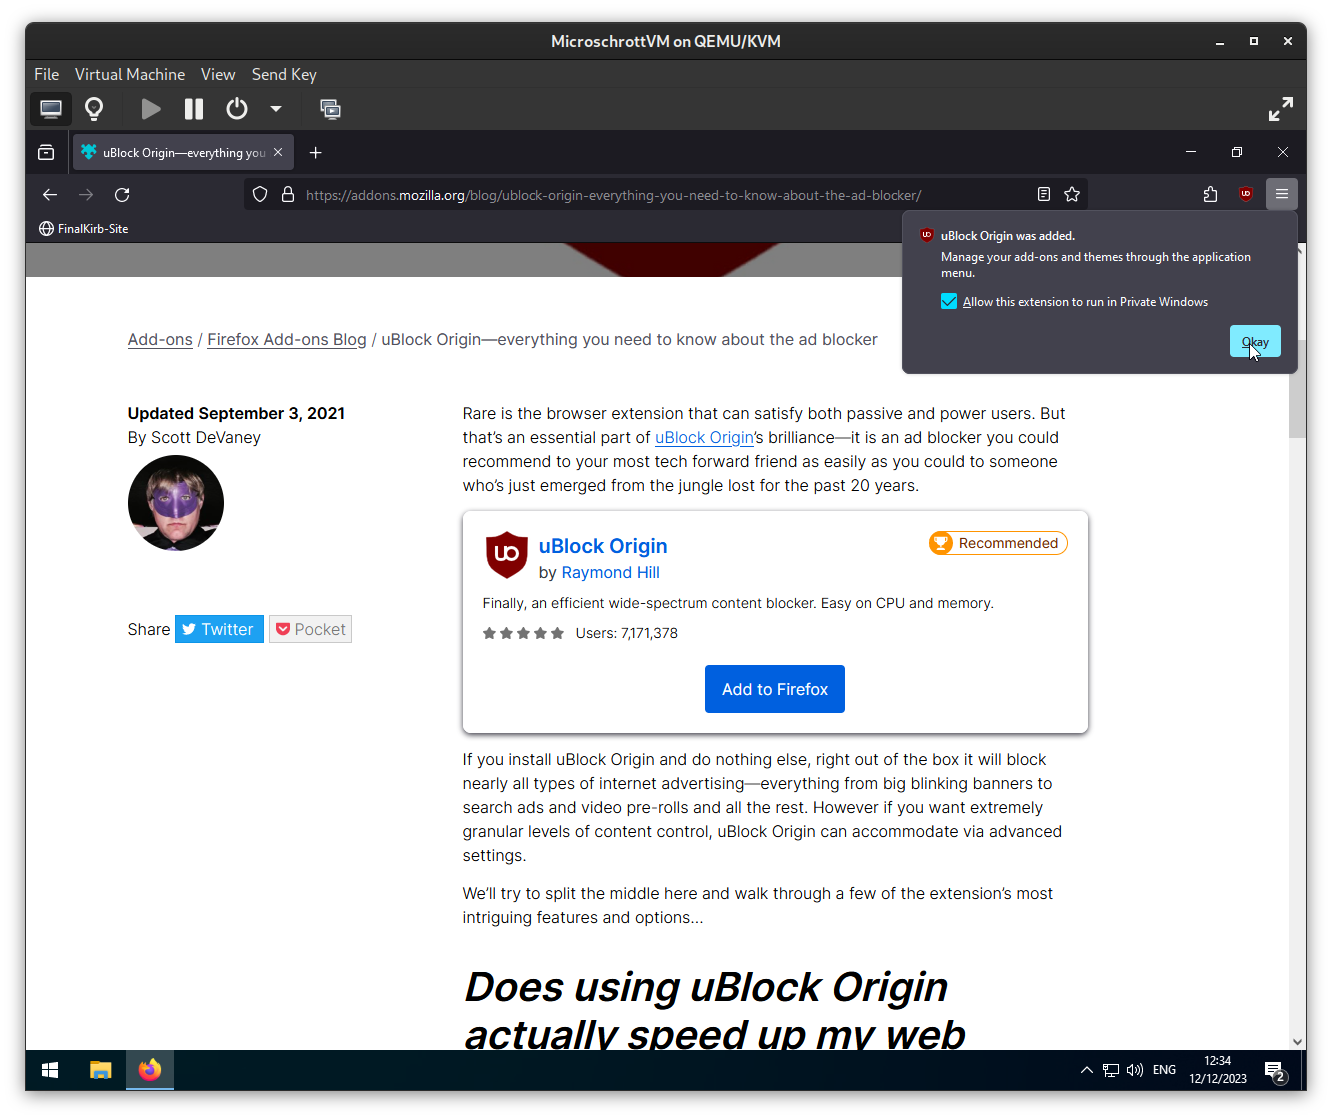 MicroschrottVM on QEMU/KVM
File Virtual Machine View Send Key
uBlock Origin—everything you
https://addons.mozilla.org/blog/ublock-origin-everything-you-need-to-know-about-the-ad-blocker/
FinalKirb-Site
uBlock Origin was added.
Manage your add-ons and themes through the application
menu.
Allow this extension to run in Private Windows
Okay
Add-ons / Firefox Add-ons Blog / uBlock Origin—everything you need to know about the ad blocker
Updated September 3, 2021
By Scott DeVaney
Share Twitter Pocket
Rare is the browser extension that can satisfy both passive and power users. But
that’s an essential part of uBlock Origin’s brilliance—it is an ad blocker you could
recommend to your most tech forward friend as easily as you could to someone
who’s just emerged from the jungle lost for the past 20 years.
uBlock Origin
Recommended
by Raymond Hill
Finally, an efficient wide-spectrum content blocker. Easy on CPU and memory.
Users: 7,171,378
Add to Firefox
If you install uBlock Origin and do nothing else, right out of the box it will block
nearly all types of internet advertising—everything from big blinking banners to
search ads and video pre-rolls and all the rest. However if you want extremely
granular levels of content control, uBlock Origin can accommodate via advanced
settings.
We’ll try to split the middle here and walk through a few of the extension’s most
intriguing features and options…
Does using uBlock Origin
actually speed up my web
ENG
12:34
12/12/2023
2